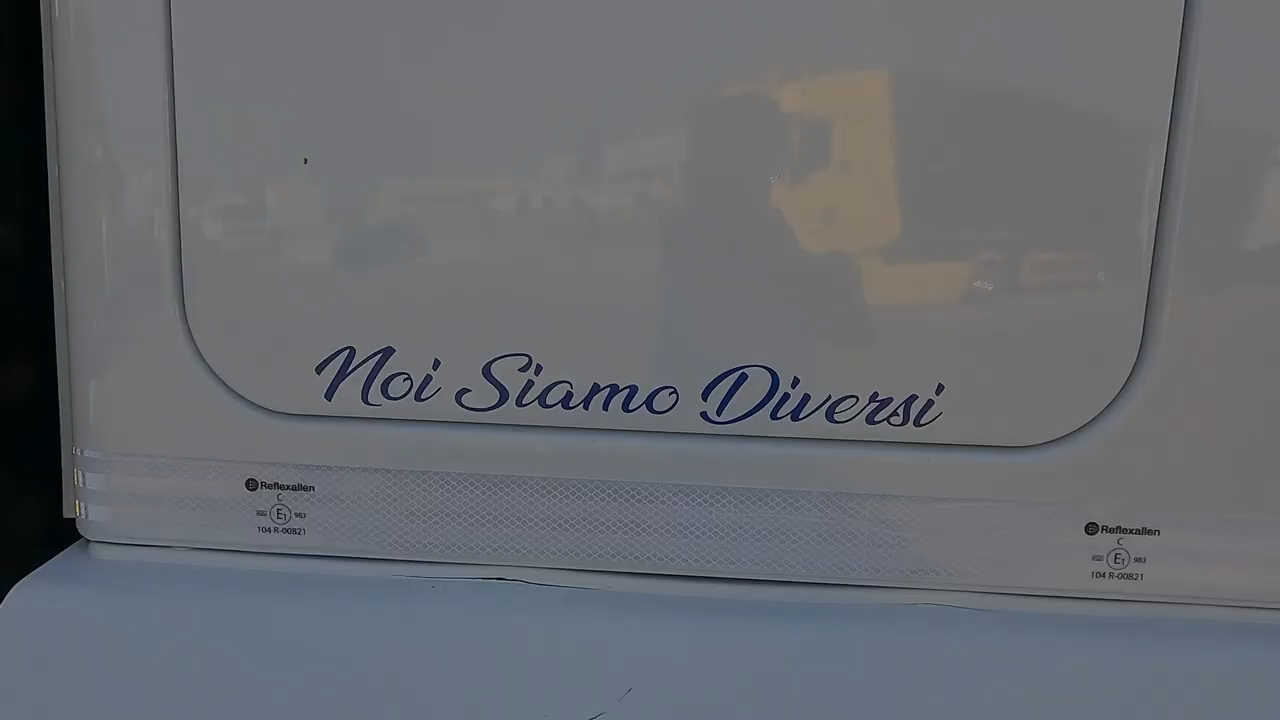 Noi Siamo Diversi
Reflexallen
C
E1 983
104 R-00821
Reflexallen
C
E1 983
104 R-00821